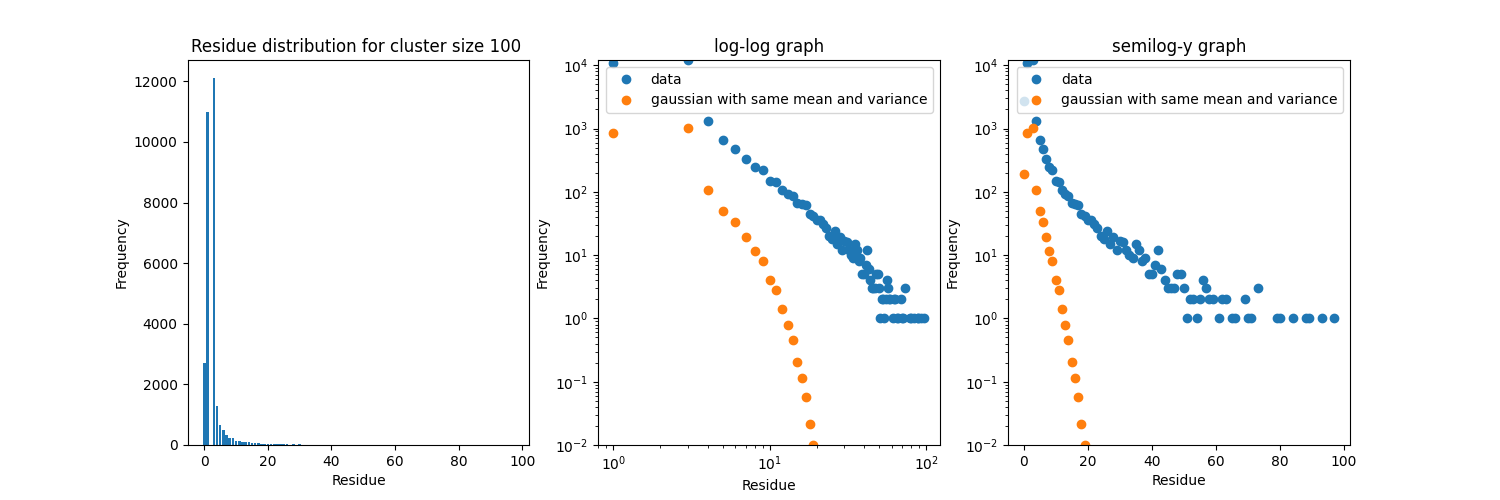 Residue distribution for cluster size 100
Frequency
12000
10000
8000
6000
4000
2000
0
0 20 40 60 80 100
Residue
log-log graph
data
gaussian with same mean and variance
Frequency
10⁴
10³
10²
10¹
10⁰
10⁻¹
10⁻²
10⁰ 10¹ 10²
Residue
semilog-y graph
data
gaussian with same mean and variance
Frequency
10⁴
10³
10²
10¹
10⁰
10⁻¹
10⁻²
0 20 40 60 80 100
Residue